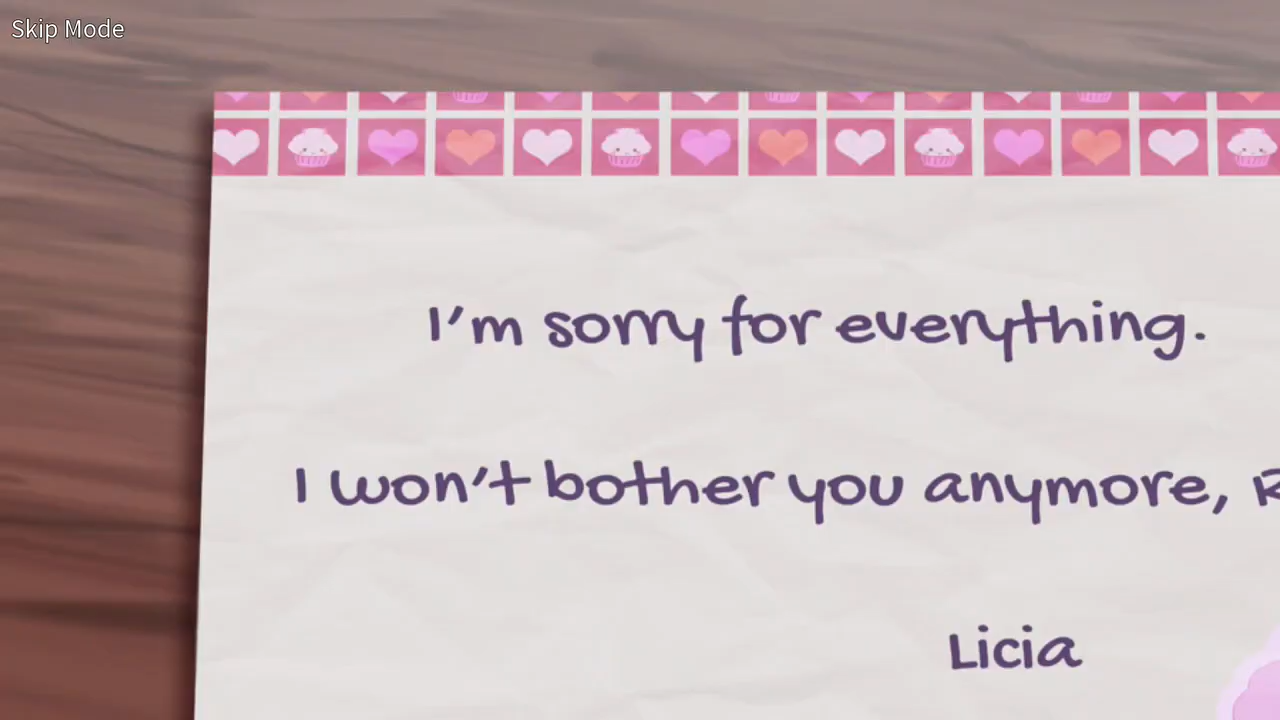 Skip Mode
I'm sorry for everything.
I won't bother you anymore,
Licia